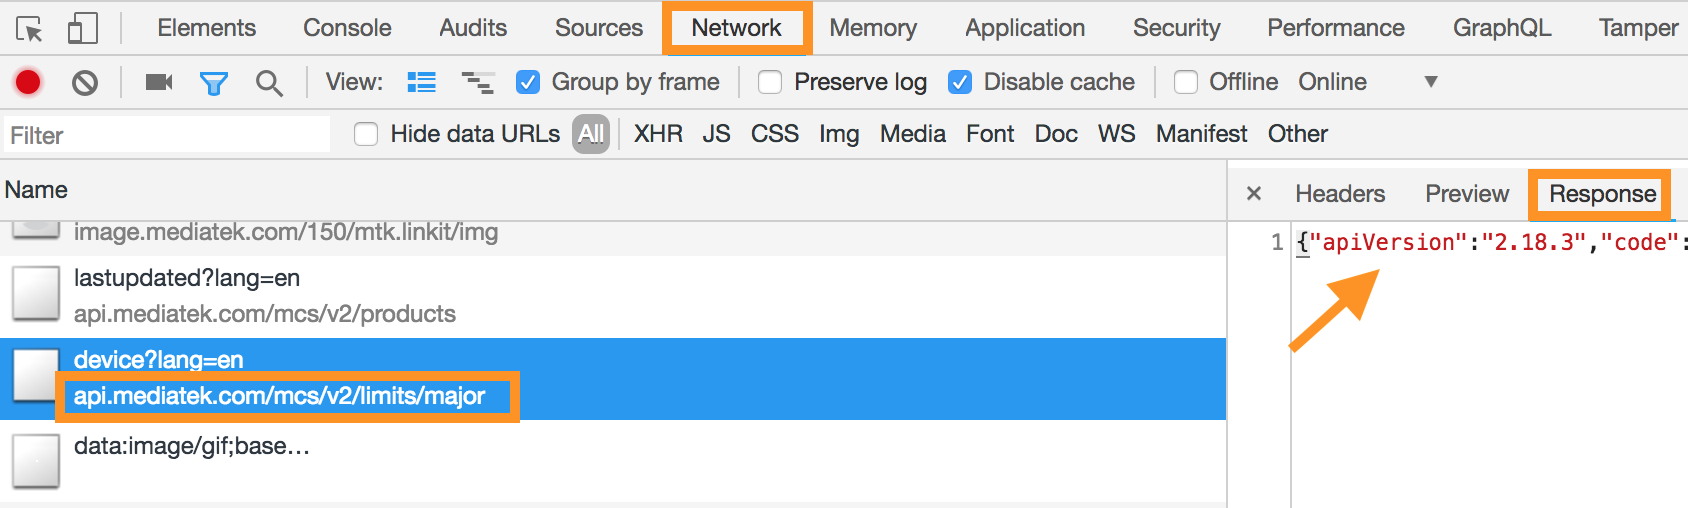 Elements Console Audits Sources Network Memory Application Security Performance GraphQL Tamper
View: Group by frame Preserve log Disable cache Offline Online
Filter Hide data URLs All XHR JS CSS Img Media Font Doc WS Manifest Other
Name
Headers Preview Response
image.mediatek.com/150/mtk.linkit/img
1 {"apiVersion":"2.18.3","code":
lastupdated?lang=en
api.mediatek.com/mcs/v2/products
device?lang=en
api.mediatek.com/mcs/v2/limits/major
data:image/gif;base…